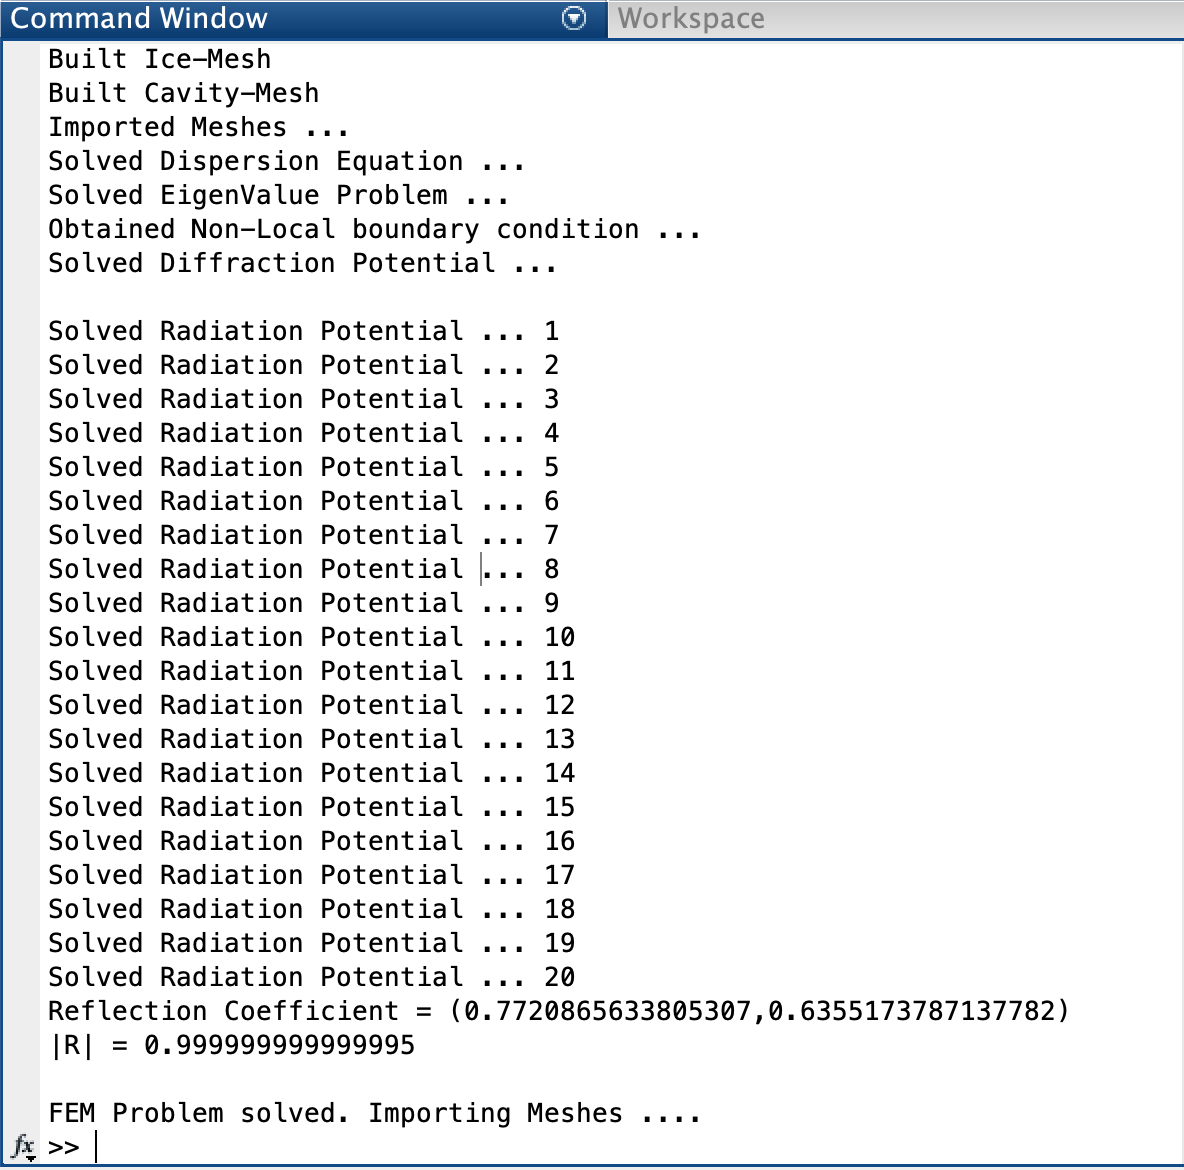 Command Window
Workspace
Built Ice-Mesh
Built Cavity-Mesh
Imported Meshes ...
Solved Dispersion Equation ...
Solved EigenValue Problem ...
Obtained Non-Local boundary condition ...
Solved Diffraction Potential ...
Solved Radiation Potential ... 1
Solved Radiation Potential ... 2
Solved Radiation Potential ... 3
Solved Radiation Potential ... 4
Solved Radiation Potential ... 5
Solved Radiation Potential ... 6
Solved Radiation Potential ... 7
Solved Radiation Potential ... 8
Solved Radiation Potential ... 9
Solved Radiation Potential ... 10
Solved Radiation Potential ... 11
Solved Radiation Potential ... 12
Solved Radiation Potential ... 13
Solved Radiation Potential ... 14
Solved Radiation Potential ... 15
Solved Radiation Potential ... 16
Solved Radiation Potential ... 17
Solved Radiation Potential ... 18
Solved Radiation Potential ... 19
Solved Radiation Potential ... 20
Reflection Coefficient = (0.7720865633805307,0.6355173787137782)
|R| = 0.999999999999995
FEM Problem solved. Importing Meshes ....
fx >>